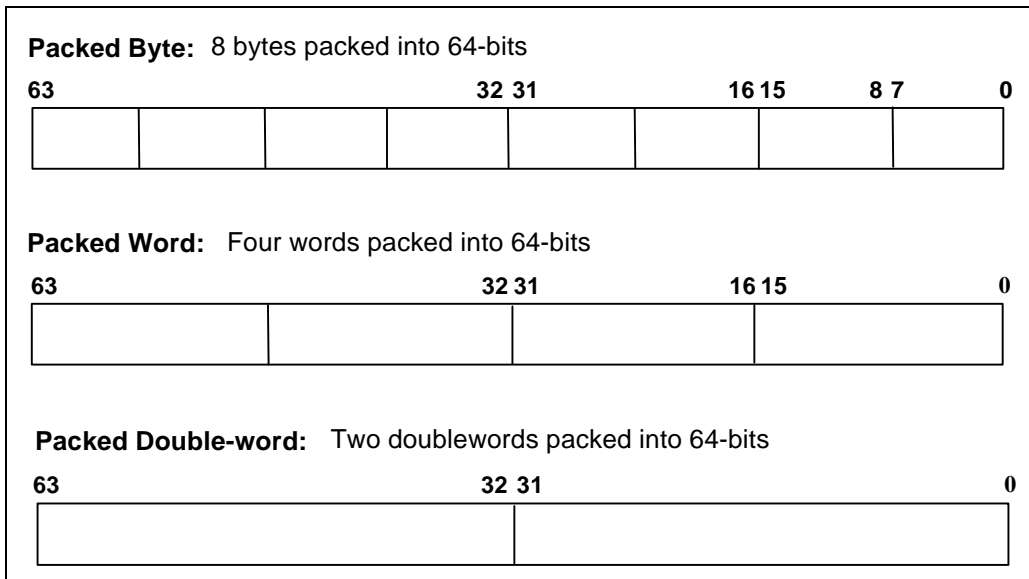 Packed Byte: 8 bytes packed into 64-bits
63 32 31 16 15 8 7 0
Packed Word: Four words packed into 64-bits
63 32 31 16 15 0
Packed Double-word: Two doublewords packed into 64-bits
63 32 31 0